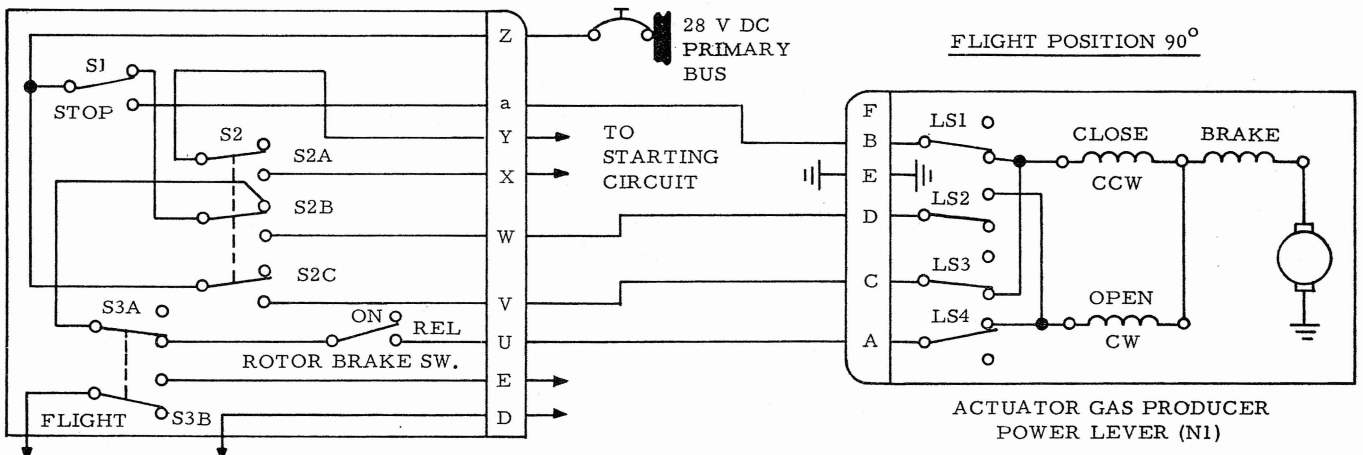 Z
28 V DC
PRIMARY
BUS
FLIGHT POSITION 90°
S1
STOP
a
F
LS1
B
CLOSE
BRAKE
S2
S2A
Y
TO
STARTING
CIRCUIT
X
E
CCW
LS2
S2B
D
W
S2C
LS3
C
V
S3A
ON
REL
OPEN
LS4
U
A
CW
ROTOR BRAKE SW.
E
FLIGHT
S3B
D
ACTUATOR GAS PRODUCER
POWER LEVER (N1)